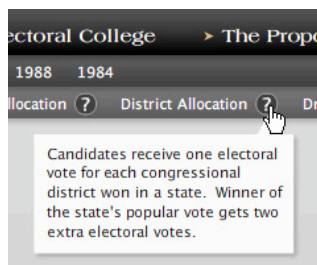 ectoral College > The Propo
1988 1984
llocation ? District Allocation ? Dr
Candidates receive one electoral
vote for each congressional
district won in a state. Winner of
the state's popular vote gets two
extra electoral votes.